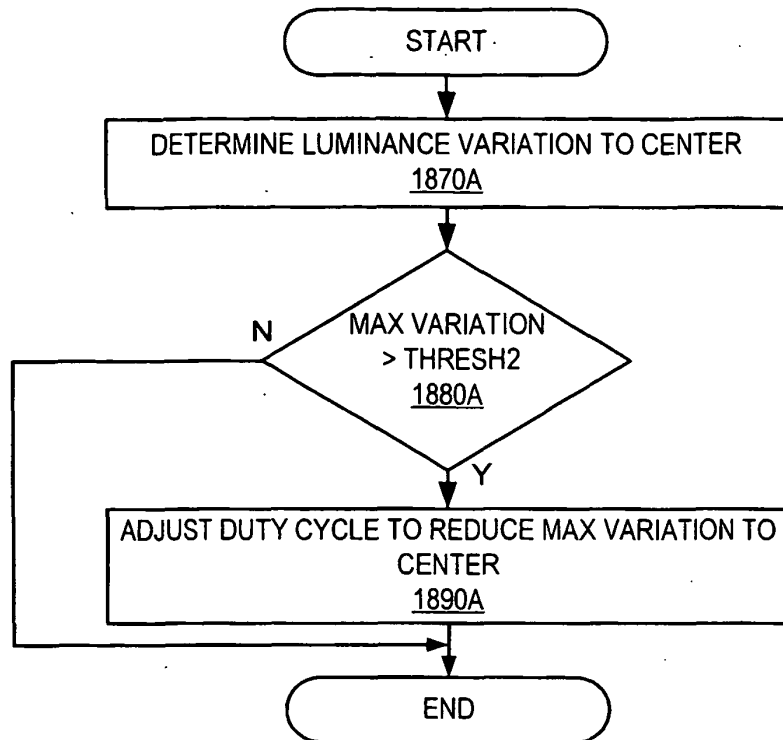 START
DETERMINE LUMINANCE VARIATION TO CENTER
1870A
N
MAX VARIATION
> THRESH2
1880A
Y
ADJUST DUTY CYCLE TO REDUCE MAX VARIATION TO
CENTER
1890A
END